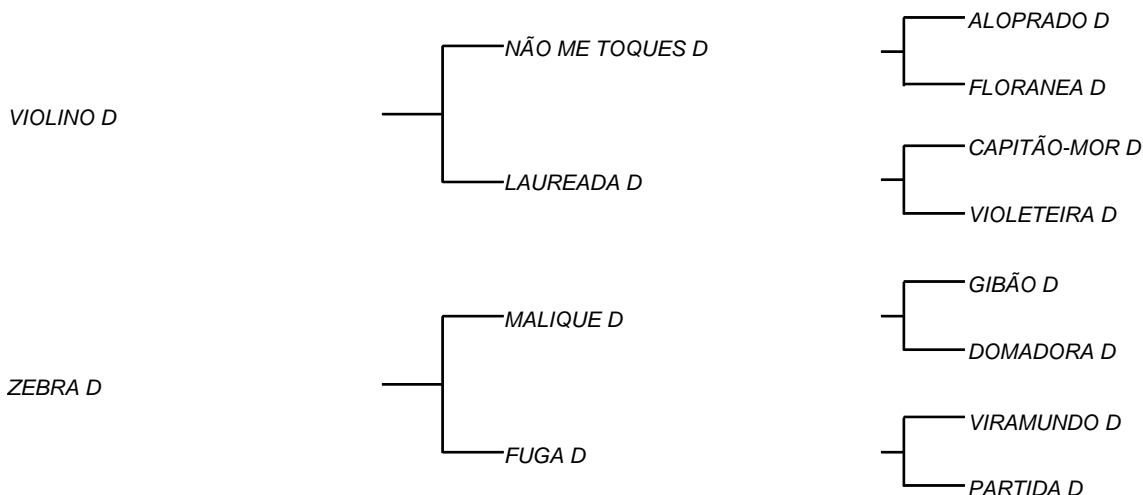 ALOPRADO D
NÃO ME TOQUES D
FLORANEA D
VIOLINO D
CAPITÃO-MOR D
LAUREADA D
VIOLETEIRA D
GIBÃO D
MALIQUE D
DOMADORA D
ZEBRA D
VIRAMUNDO D
FUGA D
PARTIDA D